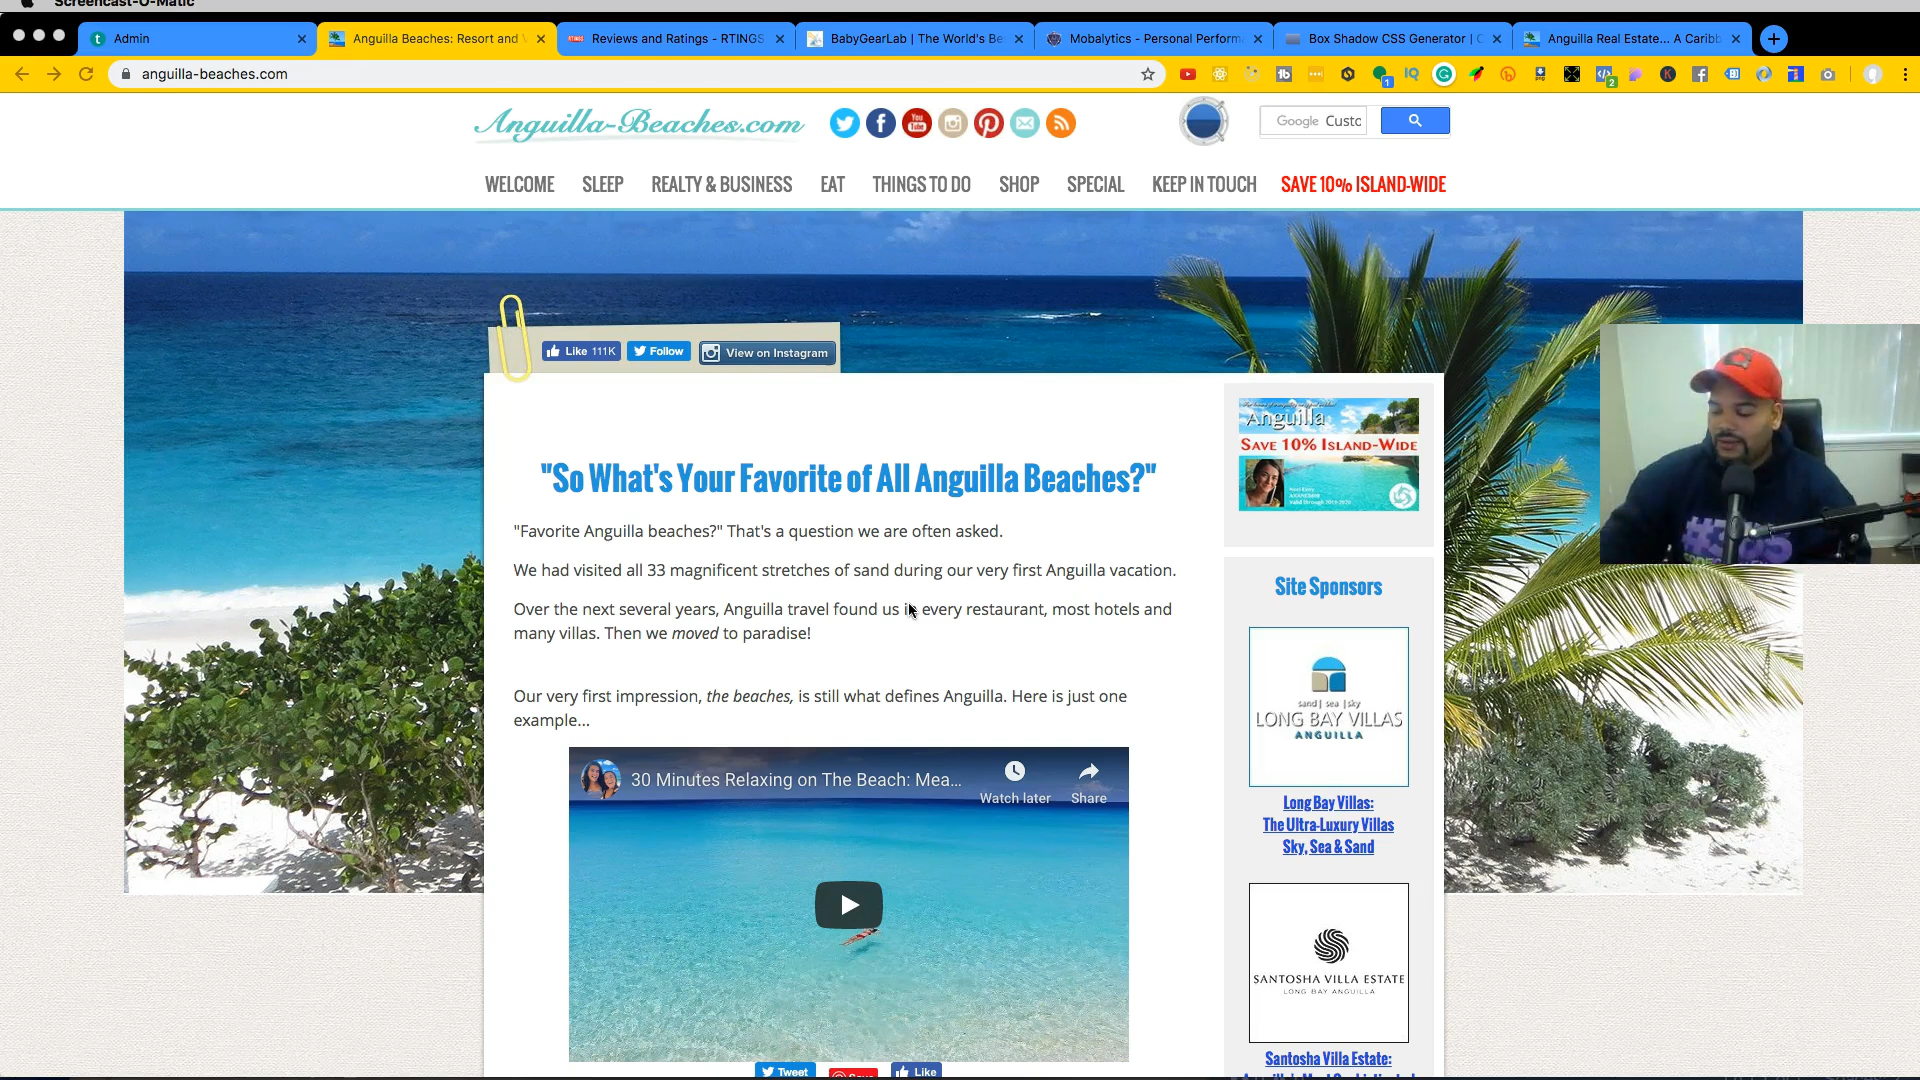 Screencast-O-Matic
Admin
Anguilla Beaches: Resort and
Reviews and Ratings - RTINGS
BabyGearLab | The World's Be
Mobalytics - Personal Perform
Box Shadow CSS Generator |
Anguilla Real Estate... A Caribb
anguilla-beaches.com
Anguilla-Beaches.com
You Tube
Google Custo
WELCOME SLEEP REALTY & BUSINESS EAT THINGS TO DO SHOP SPECIAL KEEP IN TOUCH SAVE 10% ISLAND-WIDE
Like 111K
Follow
View on Instagram
"So What's Your Favorite of All Anguilla Beaches?"
"Favorite Anguilla beaches?" That's a question we are often asked.
We had visited all 33 magnificent stretches of sand during our very first Anguilla vacation.
Over the next several years, Anguilla travel found us in every restaurant, most hotels and
many villas. Then we moved to paradise!
Our very first impression, the beaches, is still what defines Anguilla. Here is just one
example...
30 Minutes Relaxing on The Beach: Mea...
Watch later
Share
Tweet
Save
Like
Anguilla
SAVE 10% ISLAND-WIDE
Site Sponsors
sand | sea | sky
LONG BAY VILLAS
ANGUILLA
Long Bay Villas:
The Ultra-Luxury Villas
Sky, Sea & Sand
SANTOSHA VILLA ESTATE
LONG BAY ANGUILLA
Santosha Villa Estate: